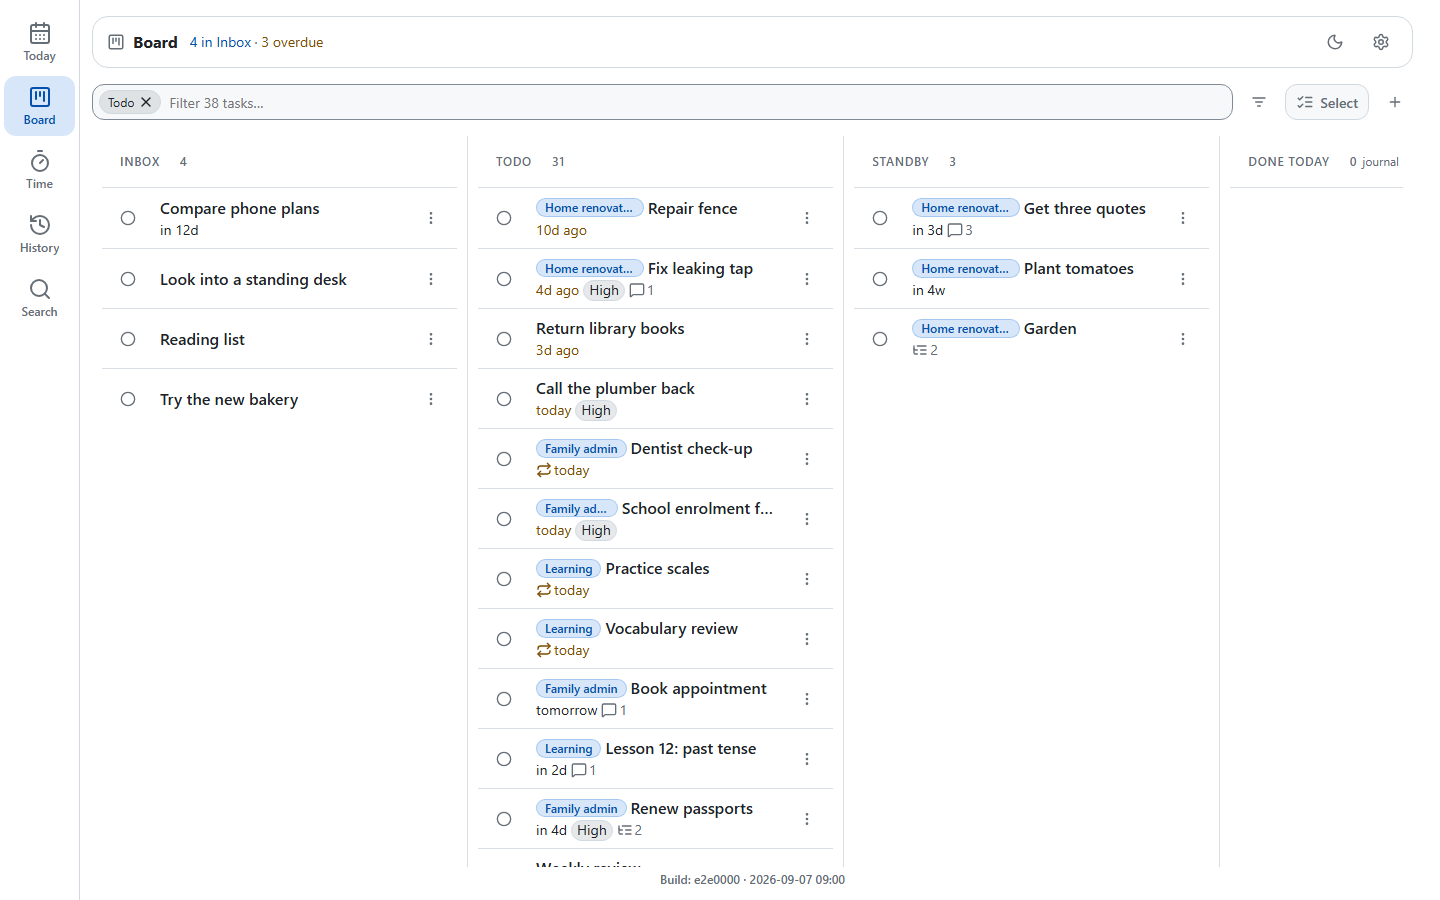 Today
Board
Time
History
Search
Board 4 in Inbox · 3 overdue
Todo Filter 38 tasks...
Select
INBOX 4
Compare phone plans
in 12d
Look into a standing desk
Reading list
Try the new bakery
TODO 31
Home renovat... Repair fence
10d ago
Home renovat... Fix leaking tap
4d ago High 1
Return library books
3d ago
Call the plumber back
today High
Family admin Dentist check-up
today
Family ad... School enrolment f...
today High
Learning Practice scales
today
Learning Vocabulary review
today
Family admin Book appointment
tomorrow 1
Learning Lesson 12: past tense
in 2d 1
Family admin Renew passports
in 4d High 2
Weekly review
STANDBY 3
Home renovat... Get three quotes
in 3d 3
Home renovat... Plant tomatoes
in 4w
Home renovat... Garden
2
DONE TODAY 0 journal
Build: e2e0000 · 2026-09-07 09:00